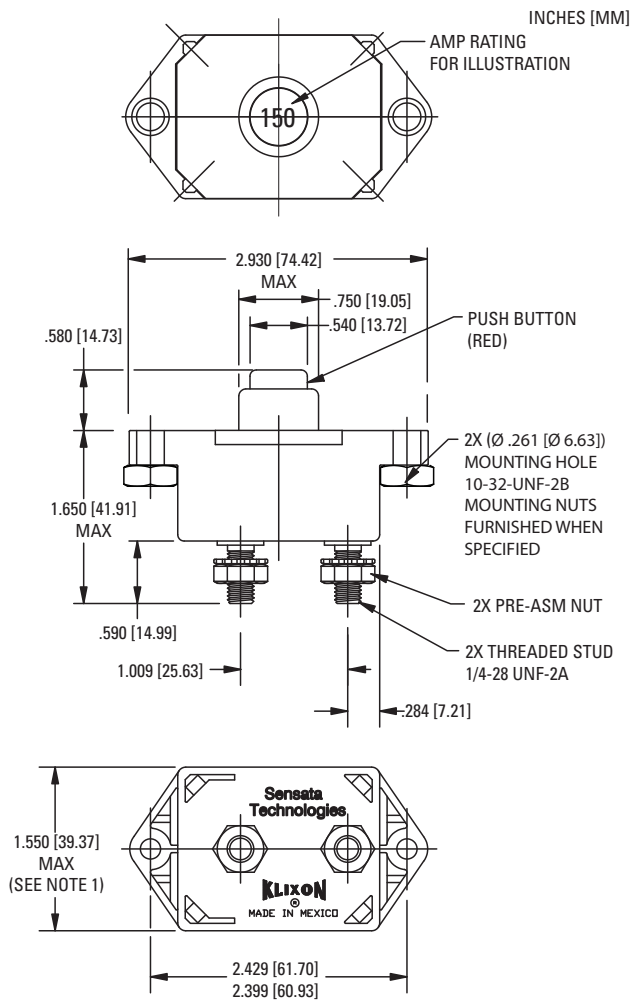 INCHES [MM]
AMP RATING
FOR ILLUSTRATION
150
2.930 [74.42]
MAX
.750 [19.05]
.540 [13.72]
.580 [14.73]
PUSH BUTTON
(RED)
2X (Ø .261 [Ø 6.63])
MOUNTING HOLE
10-32-UNF-2B
MOUNTING NUTS
FURNISHED WHEN
SPECIFIED
1.650 [41.91]
MAX
.590 [14.99]
2X PRE-ASM NUT
1.009 [25.63]
2X THREADED STUD
1/4-28 UNF-2A
.284 [7.21]
Sensata
Technologies
1.550 [39.37]
MAX
(SEE NOTE 1)
KLIXON
®
MADE IN MEXICO
2.429 [61.70]
2.399 [60.93]